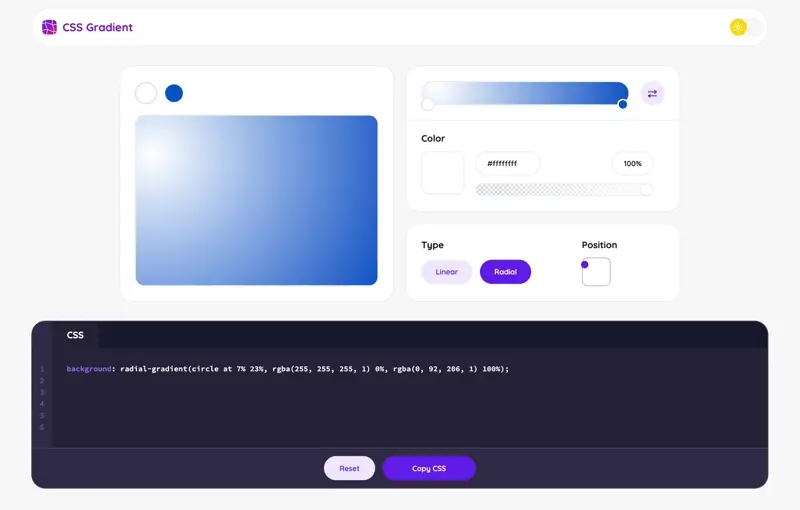 CSS Gradient
Color
#ffffffff
100%
Type
Position
Linear
Radial
CSS
1
background: radial-gradient(circle at 7% 23%, rgba(255, 255, 255, 1) 0%, rgba(0, 92, 206, 1) 100%);
2
3
4
5
6
Reset
Copy CSS